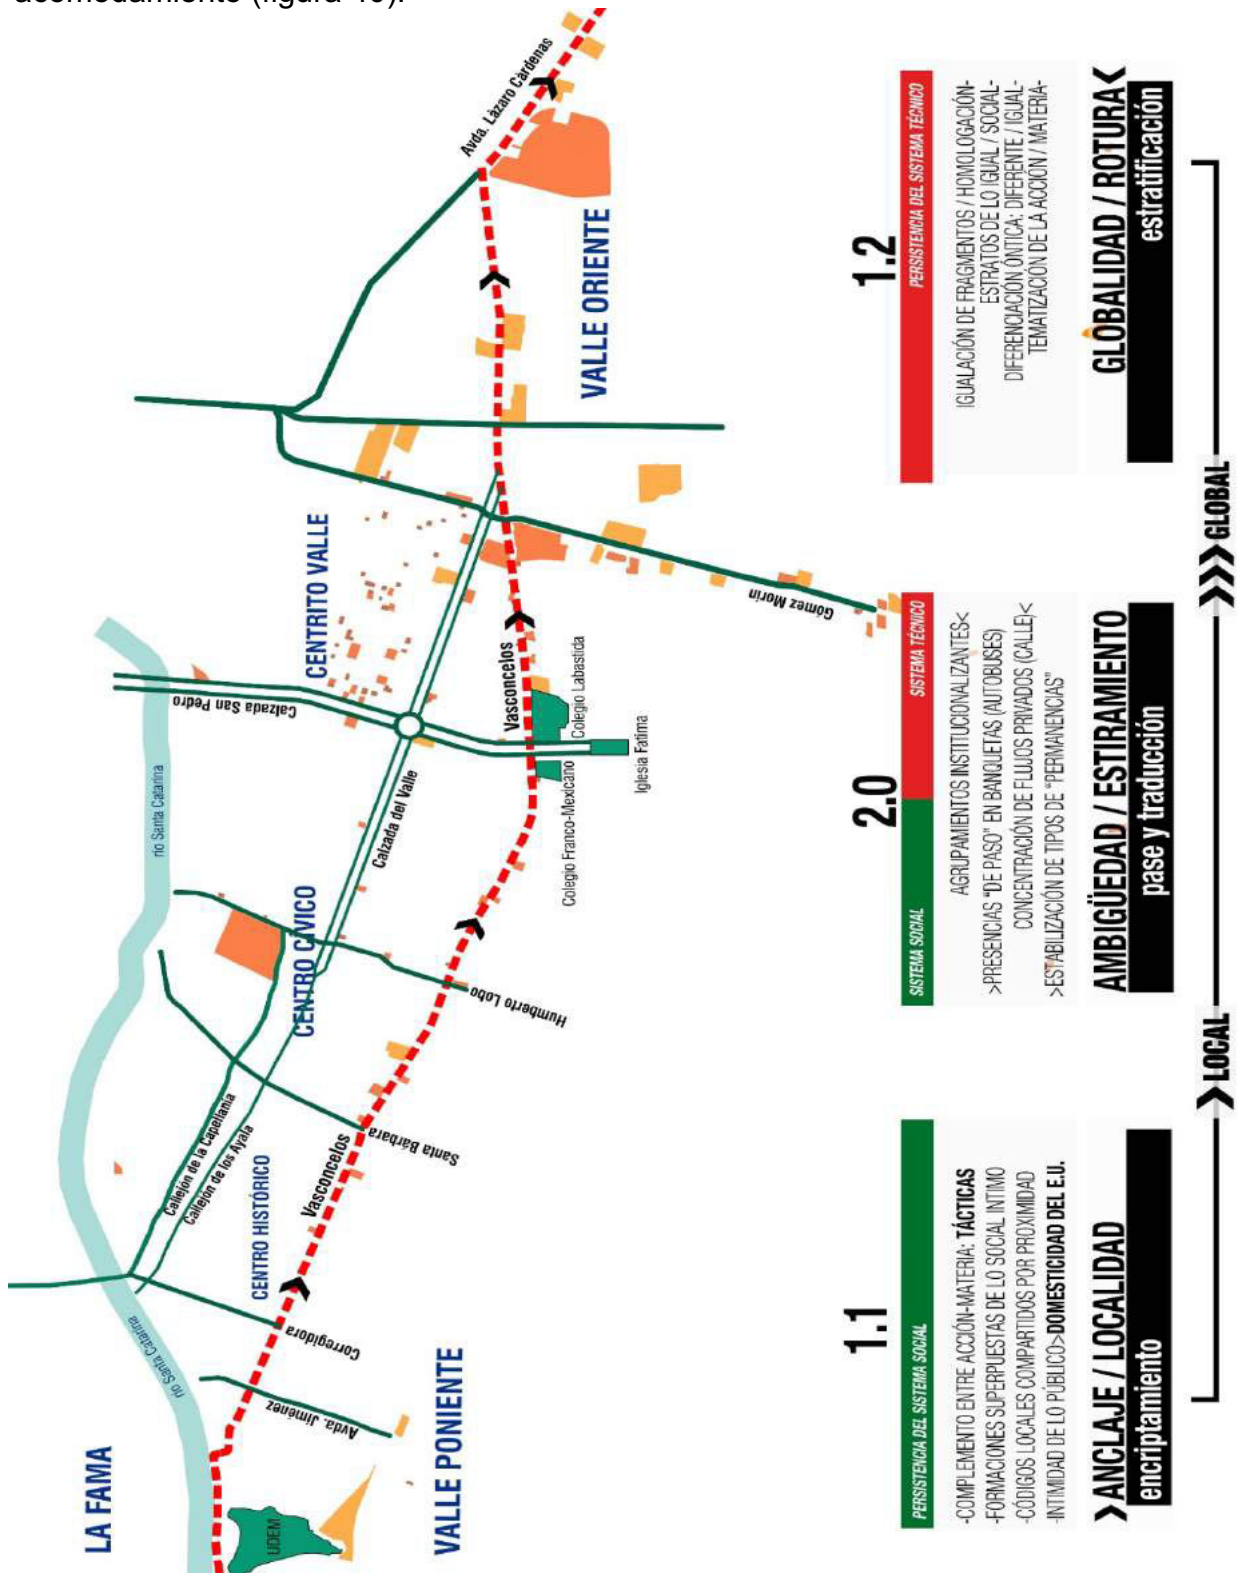 acomodamiento (figura 40).
LA FAMA
UDEM
VALLE PONIENTE
río Santa Catarina
Avda. Jiménez
Corregidora
CENTRO HISTÓRICO
Callejón de la Capellanía
Callejón de los Ayala
Vasconcelos
Santa Bárbara
Humberto Lobo
CENTRO CÍVICO
río Santa Catarina
Calzada del Valle
Calzada San Pedro
Colegio Franco-Mexicano
Iglesia Fatima
Colegio Labastida
Vasconcelos
CENTRITO VALLE
Gómez Morin
VALLE ORIENTE
Avda. Làzaro Càrdenas
1.1
PERSISTENCIA DEL SISTEMA SOCIAL
-COMPLEMENTO ENTRE ACCIÓN-MATERIA: TÁCTICAS
-FORMACIONES SUPERPUESTAS DE LO SOCIAL INTIMO
-CÓDIGOS LOCALES COMPARTIDOS POR PROXIMIDAD
-INTIMIDAD DE LO PÚBLICO>DOMESTICIDAD DEL E.U.
>ANCLAJE / LOCALIDAD
encriptamiento
2.0
SISTEMA SOCIAL SISTEMA TÉCNICO
AGRUPAMIENTOS INSTITUCIONALIZANTES<
>PRESENCIAS "DE PASO" EN BANQUETAS (AUTOBUSES)
CONCENTRACIÓN DE FLUJOS PRIVADOS (CALLE)<
>ESTABILIZACIÓN DE TIPOS DE "PERMANENCIAS"
AMBIGÜEDAD / ESTIRAMIENTO
pase y traducción
1.2
PERSISTENCIA DEL SISTEMA TÉCNICO
IGUALACIÓN DE FRAGMENTOS / HOMOLOGACIÓN-
ESTRATOS DE LO IGUAL / SOCIAL-
DIFERENCIACIÓN ÓNTICA: DIFERENTE / IGUAL-
TEMATIZACIÓN DE LA ACCIÓN / MATERIA-
GLOBALIDAD / ROTURA<
estratificación
>LOCAL
>>>GLOBAL